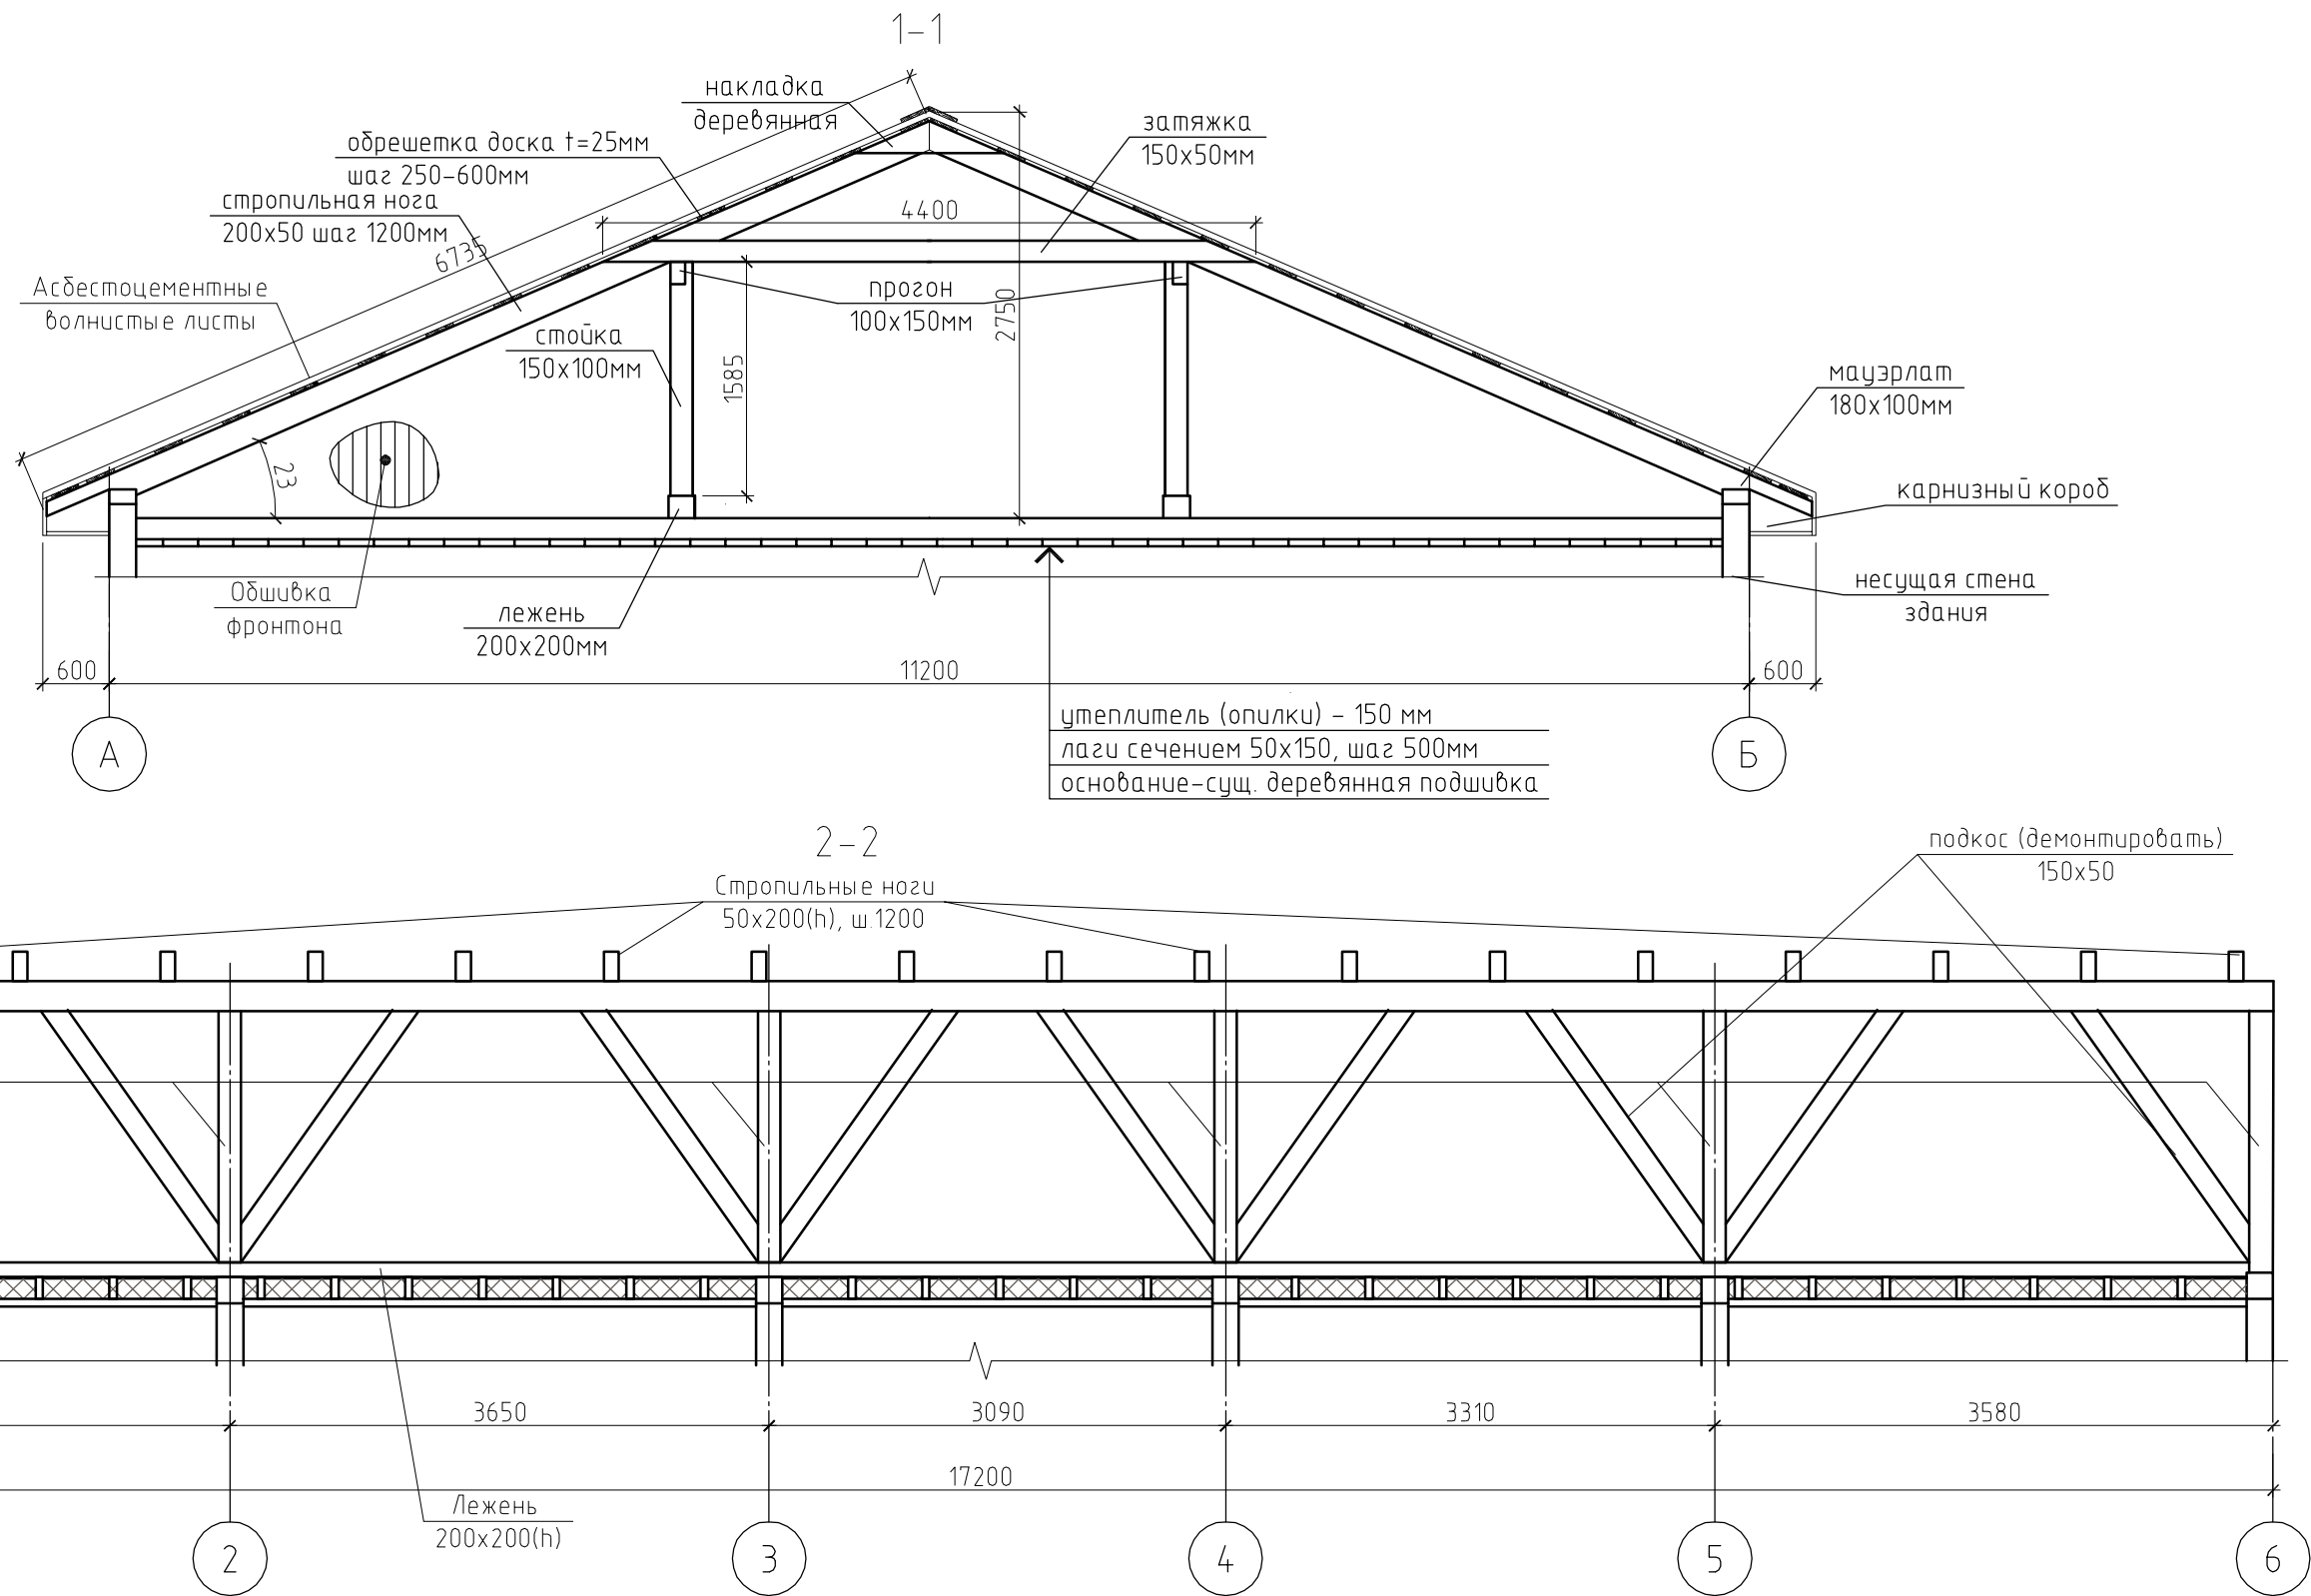 1-1
накладка
деревянная
затяжка
150х50мм
обрешетка доска t=25мм
шаг 250-600мм
стропильная нога
200х50 шаг 1200мм
4400
6735
Асбестоцементные
волнистые листы
прогон
100х150мм
2750
стойка
150х100мм
1585
мауэрлат
180х100мм
23
карнизный короб
Обшивка
фронтона
лежень
200х200мм
несущая стена
здания
600
11200
600
утеплитель (опилки) - 150 мм
лаги сечением 50х150, шаг 500мм
основание-сущ. деревянная подшивка
А
Б
2-2
подкос (демонтировать)
150х50
Стропильные ноги
50х200(h), ш.1200
3650
3090
3310
3580
17200
Лежень
200х200(h)
2
3
4
5
6